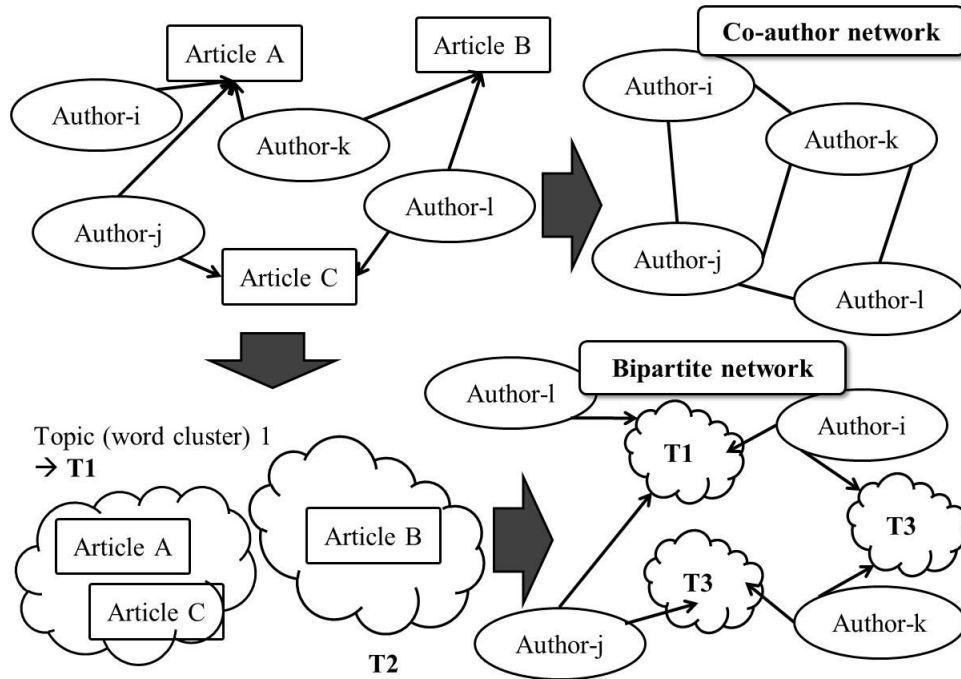 Article A
Article B
Author-i
Author-k
Author-j
Author-l
Article C
Co-author network
Author-i
Author-k
Author-j
Author-l
Topic (word cluster) 1
→ T1
Article A
Article C
Article B
T2
Bipartite network
Author-l
T1
Author-i
T3
T3
Author-j
Author-k